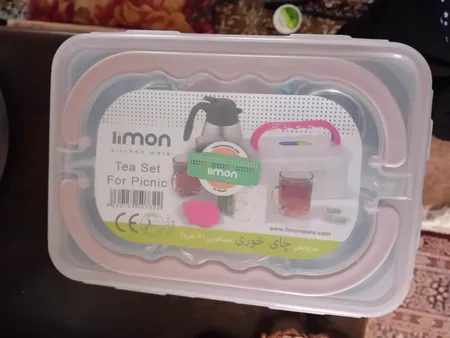 limon
kitchen ware
Tea Set
For Picnic
limon
CE
www.limonware.com
سرویس چای خوری مسافرتی